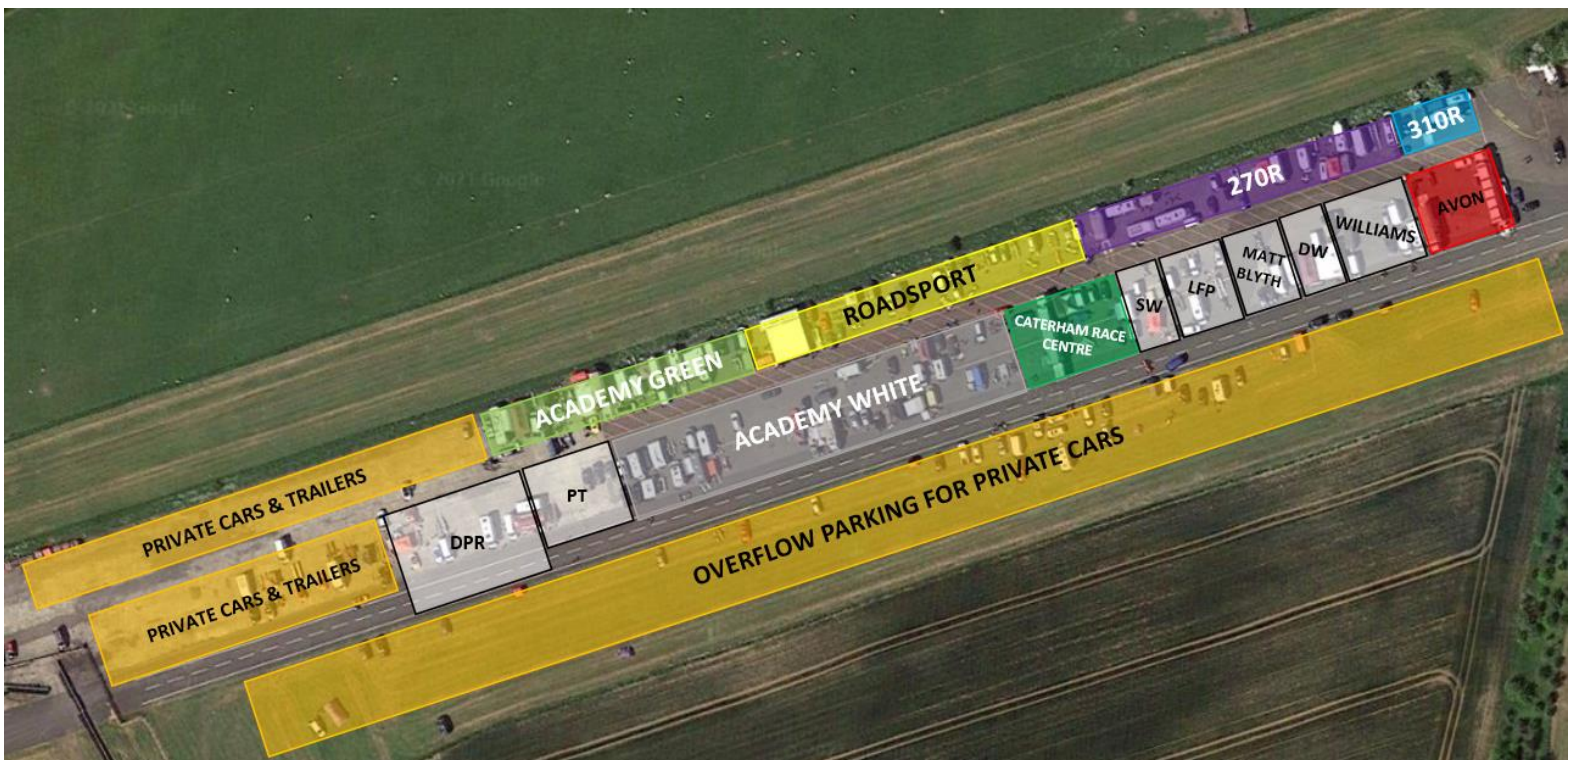 310R
270R
AVON
WILLIAMS
DW
MATT
BLYTH
LFP
SW
CATERHAM RACE
CENTRE
ROADSPORT
ACADEMY GREEN
ACADEMY WHITE
PT
DPR
PRIVATE CARS & TRAILERS
PRIVATE CARS & TRAILERS
OVERFLOW PARKING FOR PRIVATE CARS